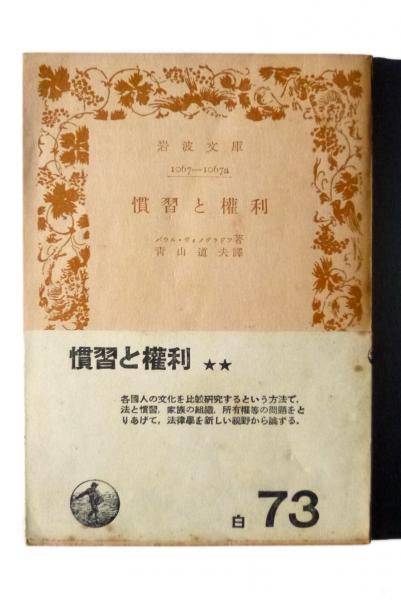 岩波文庫
1067—1067a
慣習と權利
パウル・ヴィノグラドフ著
青山道夫譯
慣習と權利 ★★
各國人の文化を比較研究するという方法で,
法と慣習, 家族の組織, 所有權等の問題をと
りあげて, 法律學を新しい視野から論ずる。
白 73